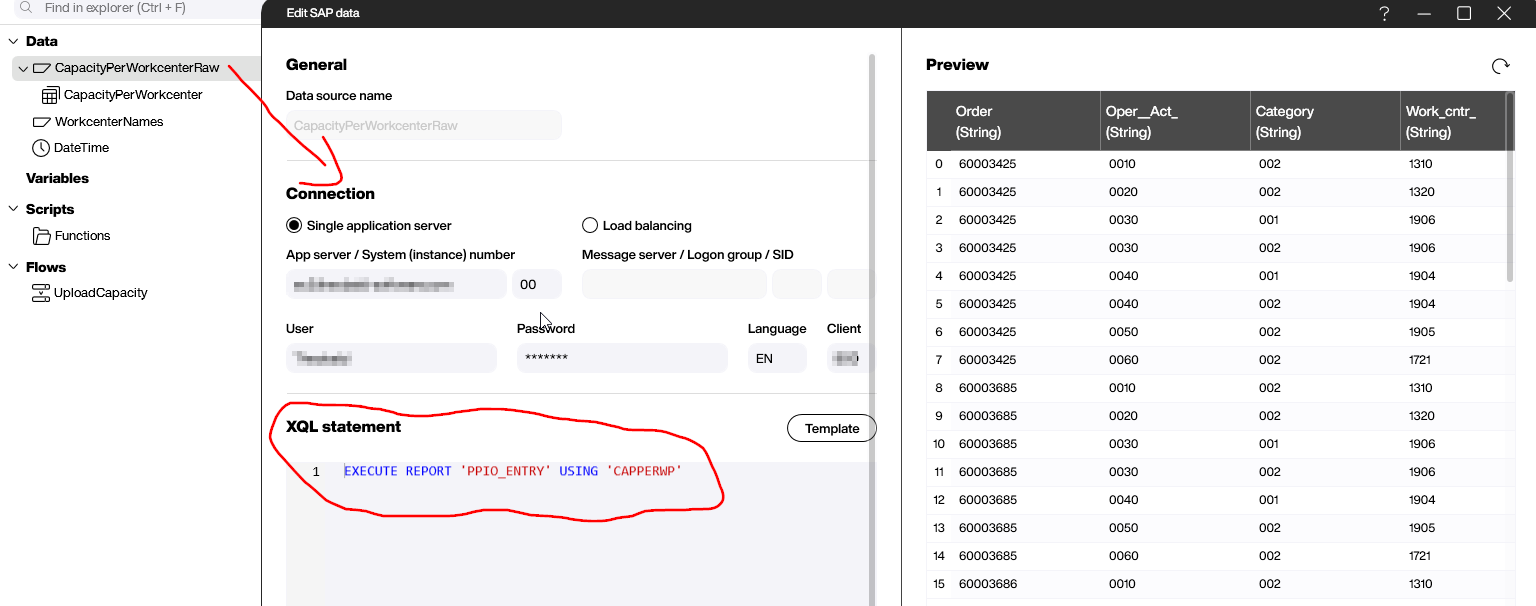 Find in explorer (Ctrl + F)
Data
CapacityPerWorkcenterRaw
CapacityPerWorkcenter
WorkcenterNames
DateTime
Variables
Scripts
Functions
Flows
UploadCapacity
Edit SAP data
?
General
Data source name
CapacityPerWorkcenterRaw
Connection
Single application server
Load balancing
App server / System (instance) number
Message server / Logon group / SID
00
User
Password
Language
Client
*******
EN
XQL statement
Template
1 EXECUTE REPORT 'PPIO_ENTRY' USING 'CAPPERWP'
Preview
Order (String) Oper__Act_ (String) Category (String) Work_cntr_ (String)
0 60003425 0010 002 1310
1 60003425 0020 002 1320
2 60003425 0030 001 1906
3 60003425 0030 002 1906
4 60003425 0040 001 1904
5 60003425 0040 002 1904
6 60003425 0050 002 1905
7 60003425 0060 002 1721
8 60003685 0010 002 1310
9 60003685 0020 002 1320
10 60003685 0030 001 1906
11 60003685 0030 002 1906
12 60003685 0040 001 1904
13 60003685 0050 002 1905
14 60003685 0060 002 1721
15 60003686 0010 002 1310